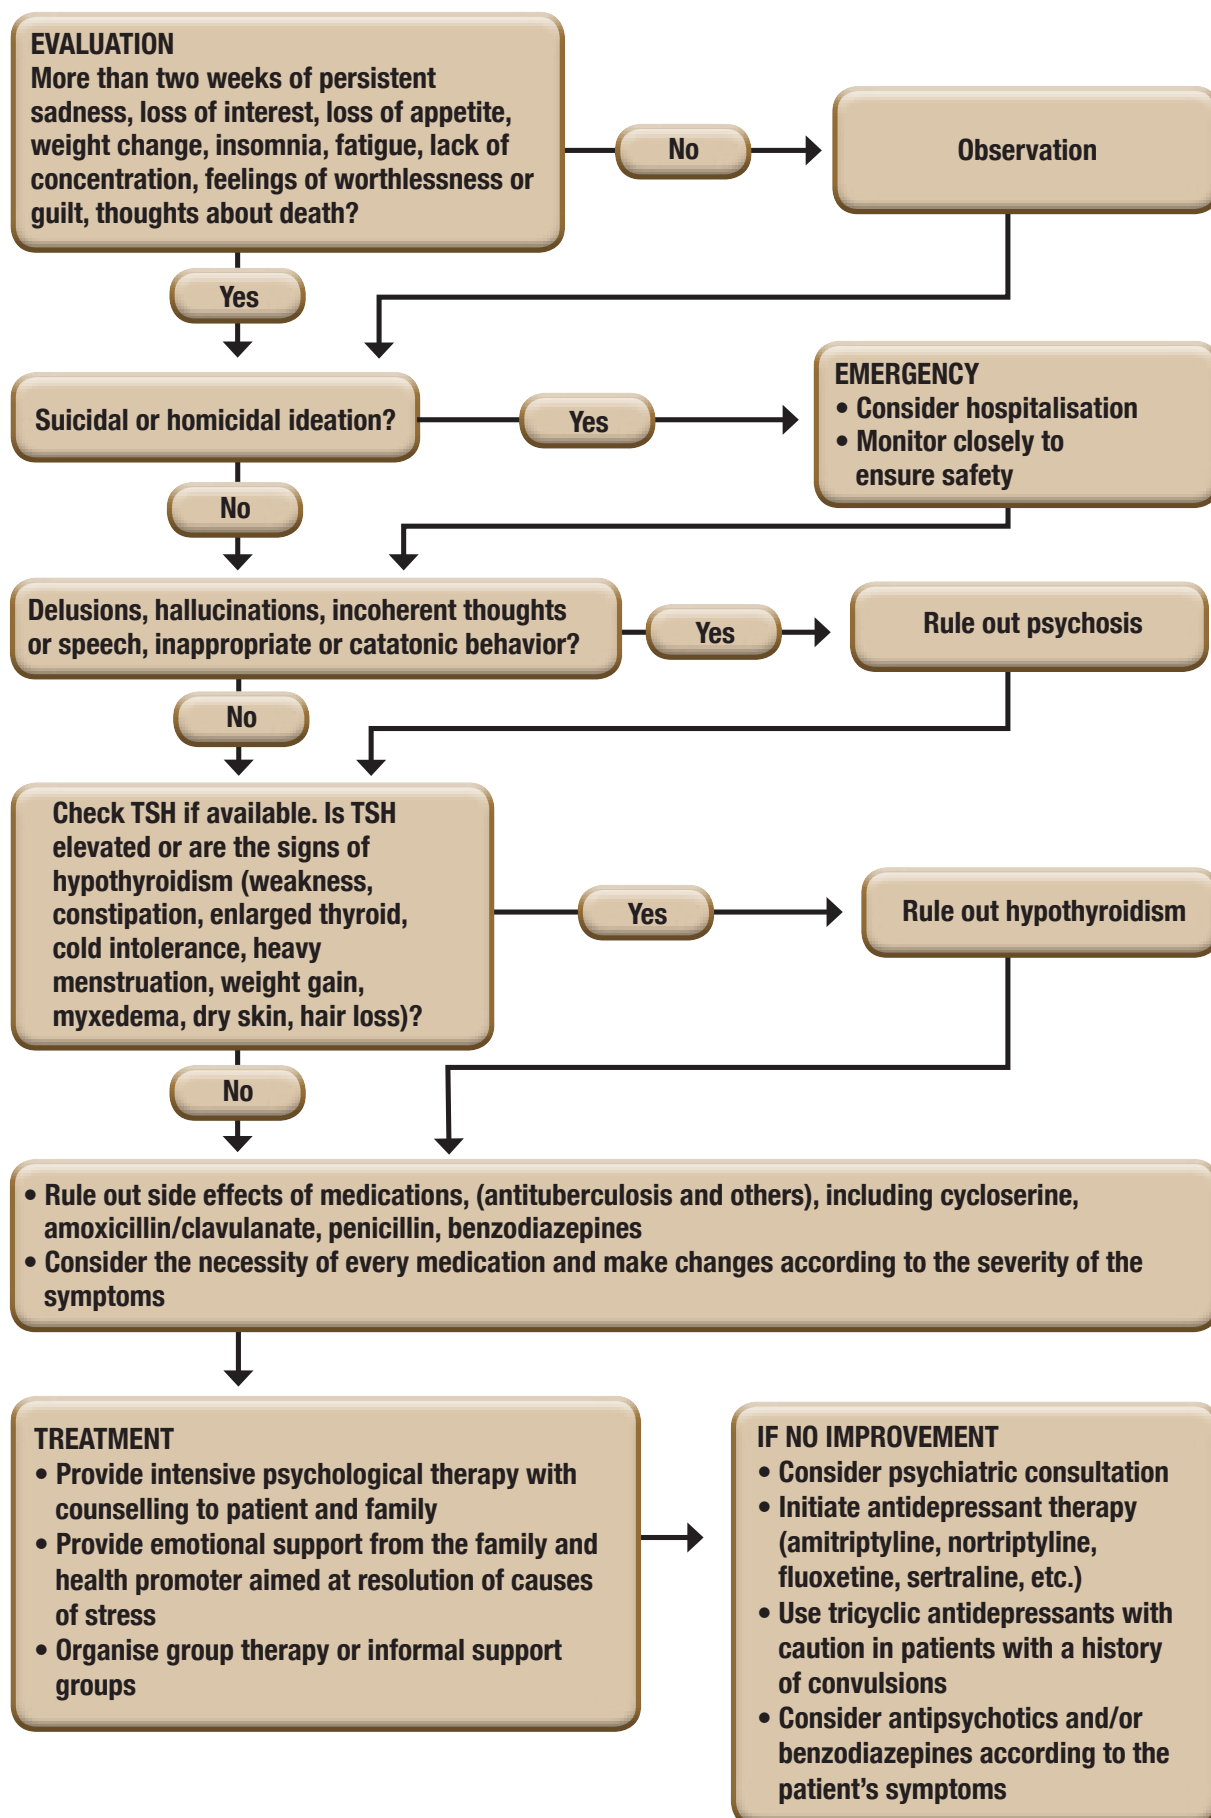 EVALUATION
More than two weeks of persistent
sadness, loss of interest, loss of appetite,
weight change, insomnia, fatigue, lack of
concentration, feelings of worthlessness or
guilt, thoughts about death?
No
Observation
Yes
Suicidal or homicidal ideation?
Yes
EMERGENCY
• Consider hospitalisation
• Monitor closely to
ensure safety
No
Delusions, hallucinations, incoherent thoughts
or speech, inappropriate or catatonic behavior?
Yes
Rule out psychosis
No
Check TSH if available. Is TSH
elevated or are the signs of
hypothyroidism (weakness,
constipation, enlarged thyroid,
cold intolerance, heavy
menstruation, weight gain,
myxedema, dry skin, hair loss)?
Yes
Rule out hypothyroidism
No
• Rule out side effects of medications, (antituberculosis and others), including cycloserine,
amoxicillin/clavulanate, penicillin, benzodiazepines
• Consider the necessity of every medication and make changes according to the severity of the
symptoms
TREATMENT
• Provide intensive psychological therapy with
counselling to patient and family
• Provide emotional support from the family and
health promoter aimed at resolution of causes
of stress
• Organise group therapy or informal support
groups
IF NO IMPROVEMENT
• Consider psychiatric consultation
• Initiate antidepressant therapy
(amitriptyline, nortriptyline,
fluoxetine, sertraline, etc.)
• Use tricyclic antidepressants with
caution in patients with a history
of convulsions
• Consider antipsychotics and/or
benzodiazepines according to the
patient’s symptoms